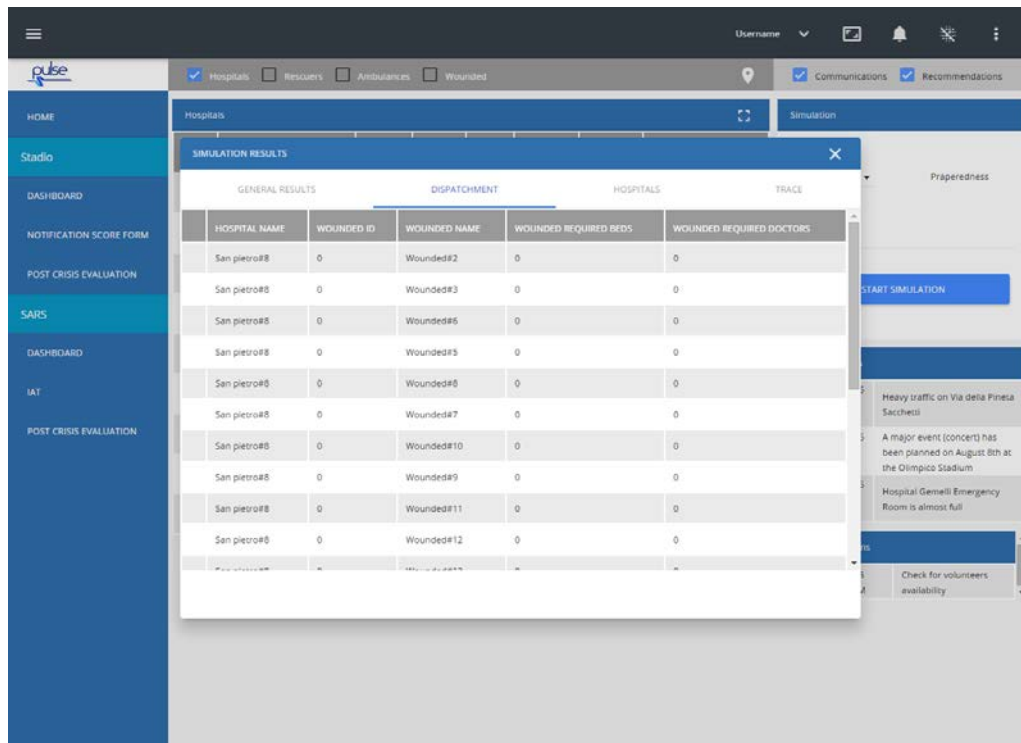 Username
pulse
Hospitals Rescuers Ambulances Wounded
Communications Recommendations
HOME
Stadio
DASHBOARD
NOTIFICATION SCORE FORM
POST CRISIS EVALUATION
SARS
DASHBOARD
IAT
POST CRISIS EVALUATION
Hospitals
Simulation
Praperedness
START SIMULATION
SIMULATION RESULTS
GENERAL RESULTS DISPATCHMENT HOSPITALS TRACE
HOSPITAL NAME WOUNDED ID WOUNDED NAME WOUNDED REQUIRED BEDS WOUNDED REQUIRED DOCTORS
San pietro#8 0 Wounded#2 0 0
San pietro#8 0 Wounded#3 0 0
San pietro#8 0 Wounded#6 0 0
San pietro#8 0 Wounded#5 0 0
San pietro#8 0 Wounded#8 0 0
San pietro#8 0 Wounded#7 0 0
San pietro#8 0 Wounded#10 0 0
San pietro#8 0 Wounded#9 0 0
San pietro#8 0 Wounded#11 0 0
San pietro#8 0 Wounded#12 0 0
Heavy traffic on Via della Pineta
Sacchetti
A major event (concert) has
been planned on August 8th at
the Olimpico Stadium
Hospital Gemelli Emergency
Room is almost full
Check for volunteers
availability